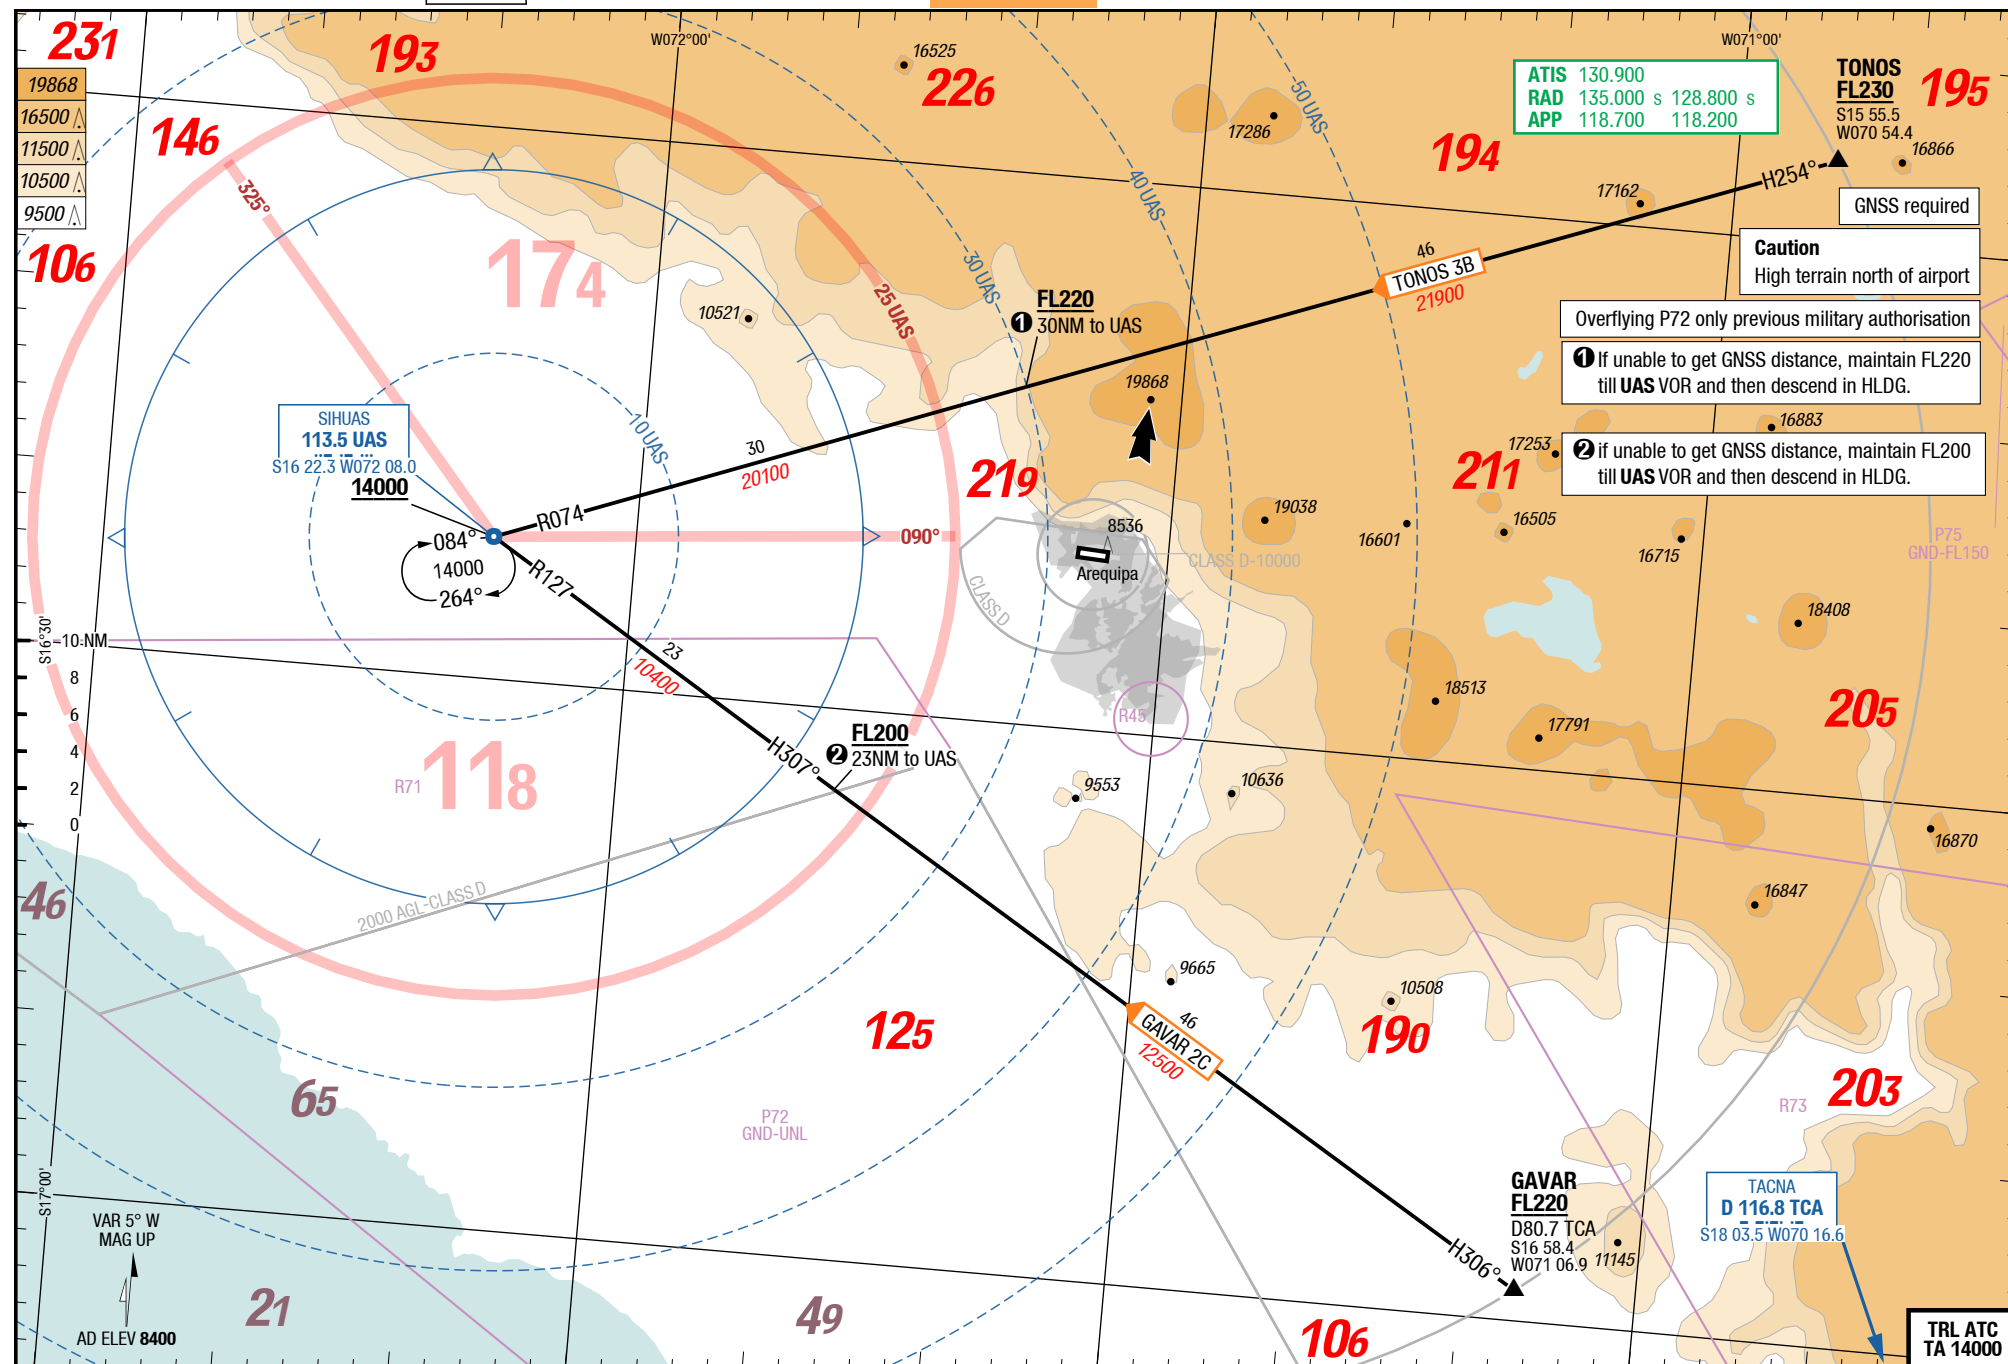 231
193
W072°00'
16525
226
W071°00'
TONOS
FL230
S15 55.5
W070 54.4
195
ATIS 130.900
RAD 135.000 S 128.800 S
APP 118.700 118.200
19868
16500
11500
10500
9500
146
17286
50 UAS
194
16866
H254°
17162
GNSS required
40 UAS
325°
106
174
Caution
High terrain north of airport
46
TONOS 3B
21900
30 UAS
25 UAS
10521
FL220
1 30NM to UAS
Overflying P72 only previous military authorisation
1 If unable to get GNSS distance, maintain FL220
till UAS VOR and then descend in HLDG.
19868
16883
SIHUAS
113.5 UAS
S16 22.3 W072 08.0
14000
10 UAS
30
20100
219
17253
211
2 if unable to get GNSS distance, maintain FL200
till UAS VOR and then descend in HLDG.
R074
090°
8536
19038
16601
16505
16715
P75
GND-FL150
084°
14000
264°
R127
Arequipa
CLASS D-10000
CLASS D
18408
S16°30'
10 NM
8
6
4
2
0
23
10400
R45
18513
17791
205
H307°
FL200
2 23NM to UAS
R71
118
9553
10636
16870
16847
46
2000 AGL-CLASS D
9665
10508
125
46
GAVAR 2C
12500
190
65
P72
GND-UNL
203
R73
S17°00'
GAVAR
FL220
D80.7 TCA
S16 58.4
W071 06.9
11145
TACNA
D 116.8 TCA
S18 03.5 W070 16.6
H306°
VAR 5° W
MAG UP
AD ELEV 8400
21
49
106
TRL ATC
TA 14000